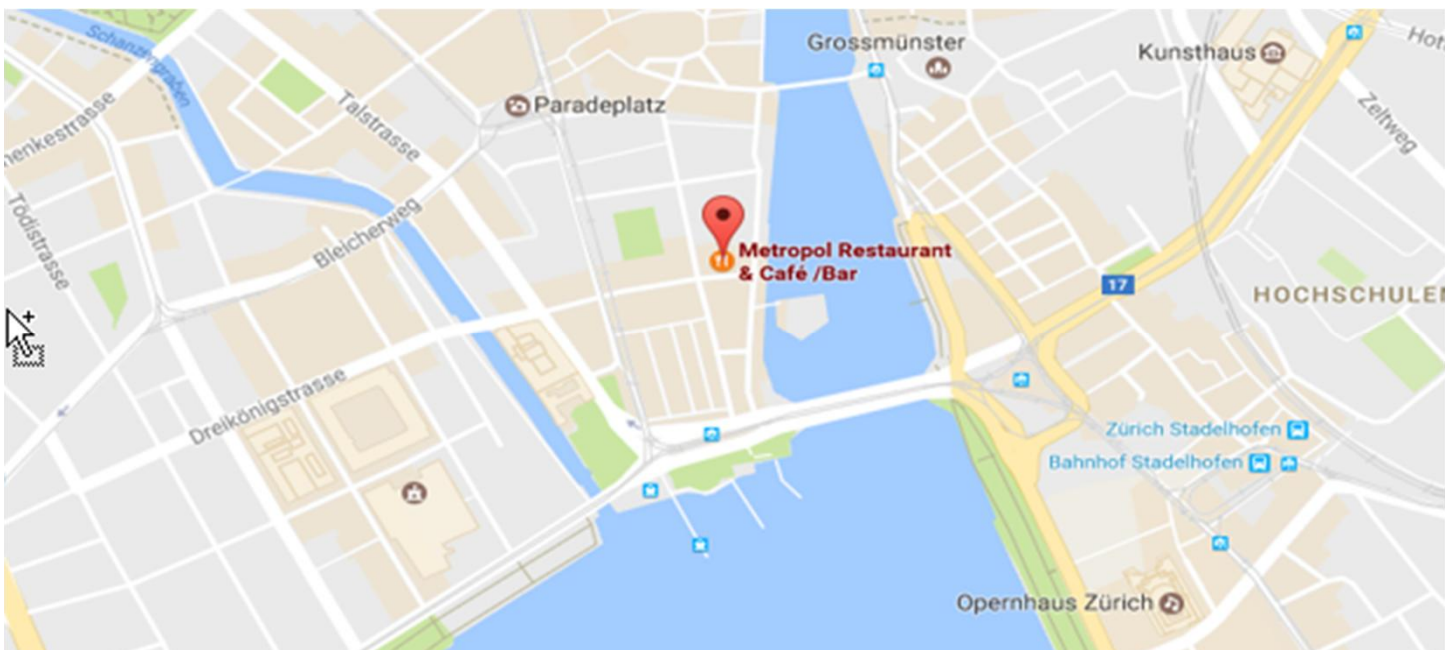 Schanzengraben
Grossmünster
Kunsthaus
Paradeplatz
Talstrasse
Zeltweg
Tödistrasse
Bleicherweg
Metropol Restaurant
& Café /Bar
17
HOCHSCHULEN
Dreikönigstrasse
Zürich Stadelhofen
Bahnhof Stadelhofen
Opernhaus Zürich